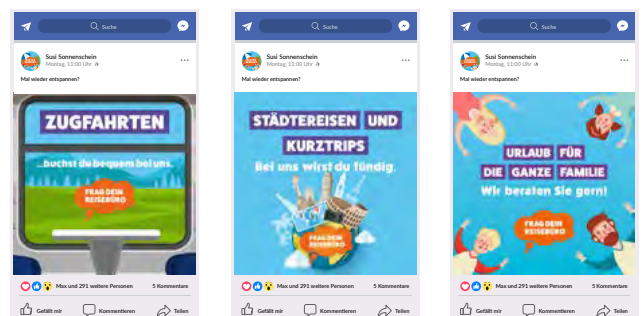 Suche
Susi Sonnenschein
Montag, 11:00 Uhr
Mal wieder entspannen?
ZUGFAHRTEN
...buchst du bequem bei uns.
FRAG DEIN
REISEBÜRO
Max und 291 weitere Personen
5 Kommentare
Gefällt mir
Kommentieren
Teilen
Suche
Susi Sonnenschein
Montag, 11:00 Uhr
Mal wieder entspannen?
STÄDTEREISEN UND
KURZTRIPS
Bei uns wirst du fündig.
FRAG DEIN
REISEBÜRO
Max und 291 weitere Personen
5 Kommentare
Gefällt mir
Kommentieren
Teilen
Suche
Susi Sonnenschein
Montag, 11:00 Uhr
Mal wieder entspannen?
URLAUB FÜR
DIE GANZE FAMILIE
Wir beraten Sie gern!
FRAG DEIN
REISEBÜRO
Max und 291 weitere Personen
5 Kommentare
Gefällt mir
Kommentieren
Teilen